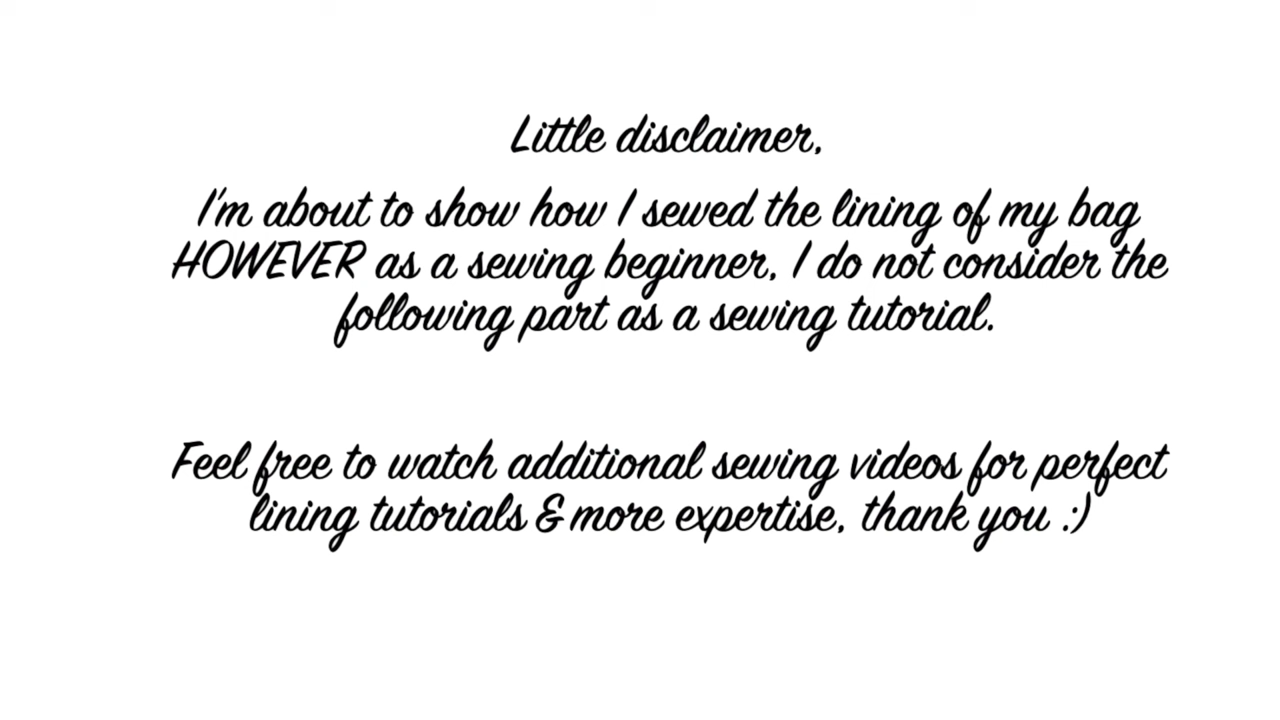 Little disclaimer,
I'm about to show how I sewed the lining of my bag
HOWEVER as a sewing beginner, I do not consider the
following part as a sewing tutorial.
Feel free to watch additional sewing videos for perfect
lining tutorials & more expertise, thank you :)